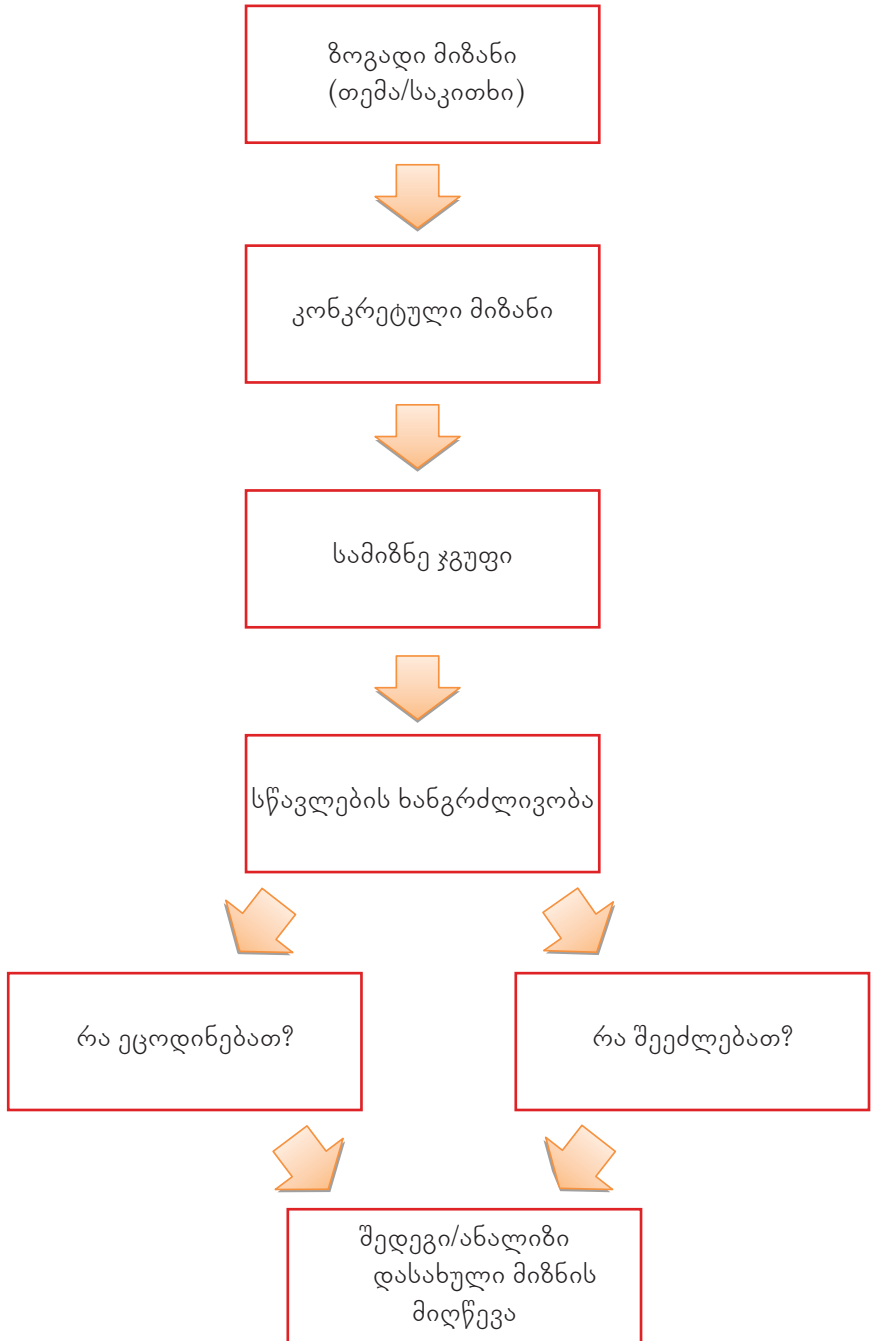 ზოგადი მიზანი
(თემა/საკითხი)
კონკრეტული მიზანი
სამიზნე ჯგუფი
სწავლების ხანგრძლივობა
რა ეცოდინებათ?
რა შეეძლებათ?
შედეგი/ანალიზი
დასახული მიზნის
მიღწევა